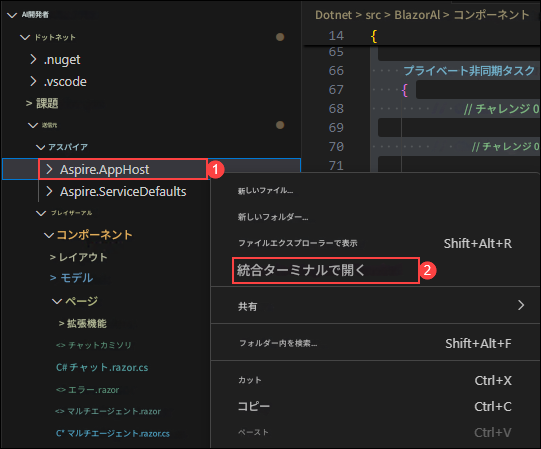 AI開発者
ドットネット
.nuget
.vscode
課題
送信元
アスパイア
Aspire.AppHost
1
Aspire.ServiceDefaults
ブレイザーアル
コンポーネント
レイアウト
モデル
ページ
拡張機能
<> チャットカミソリ
C# チャット.razor.cs
<> エラー.razor
<> マルチエージェント.razor
C* マルチエージェント.razor.cs
Dotnet > src > BlazorAl > コンポーネント
14 {
65
66 プライベート非同期タスク
67 {
68 // チャレンジ 0
69
70 // チャレンジ 0
71
新しいファイル...
新しいフォルダー...
ファイルエクスプローラーで表示 Shift+Alt+R
統合ターミナルで開く 2
共有
フォルダー内を検索... Shift+Alt+F
カット Ctrl+X
コピー Ctrl+C
ペースト Ctrl+V